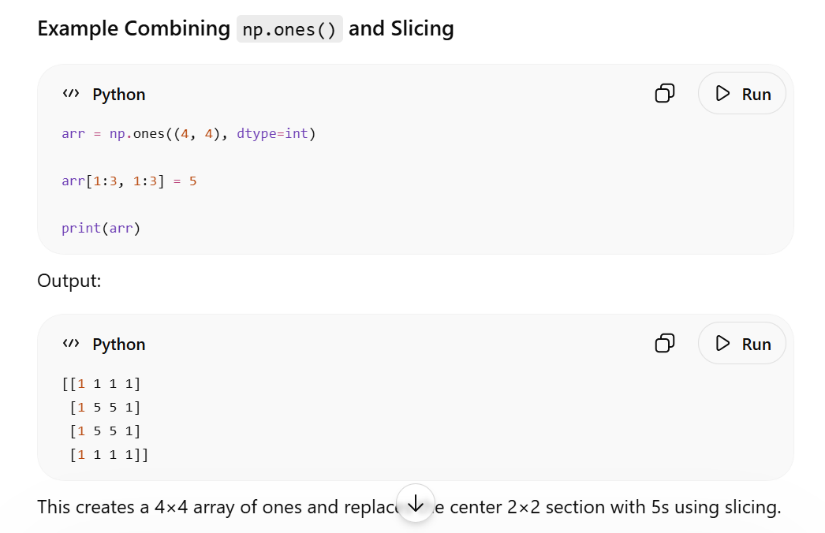 Example Combining np.ones() and Slicing
Python
Run
arr = np.ones((4, 4), dtype=int)
arr[1:3, 1:3] = 5
print(arr)
Output:
Python
Run
[[1 1 1 1]
 [1 5 5 1]
 [1 5 5 1]
 [1 1 1 1]]
This creates a 4×4 array of ones and center 2×2 section with 5s using slicing.